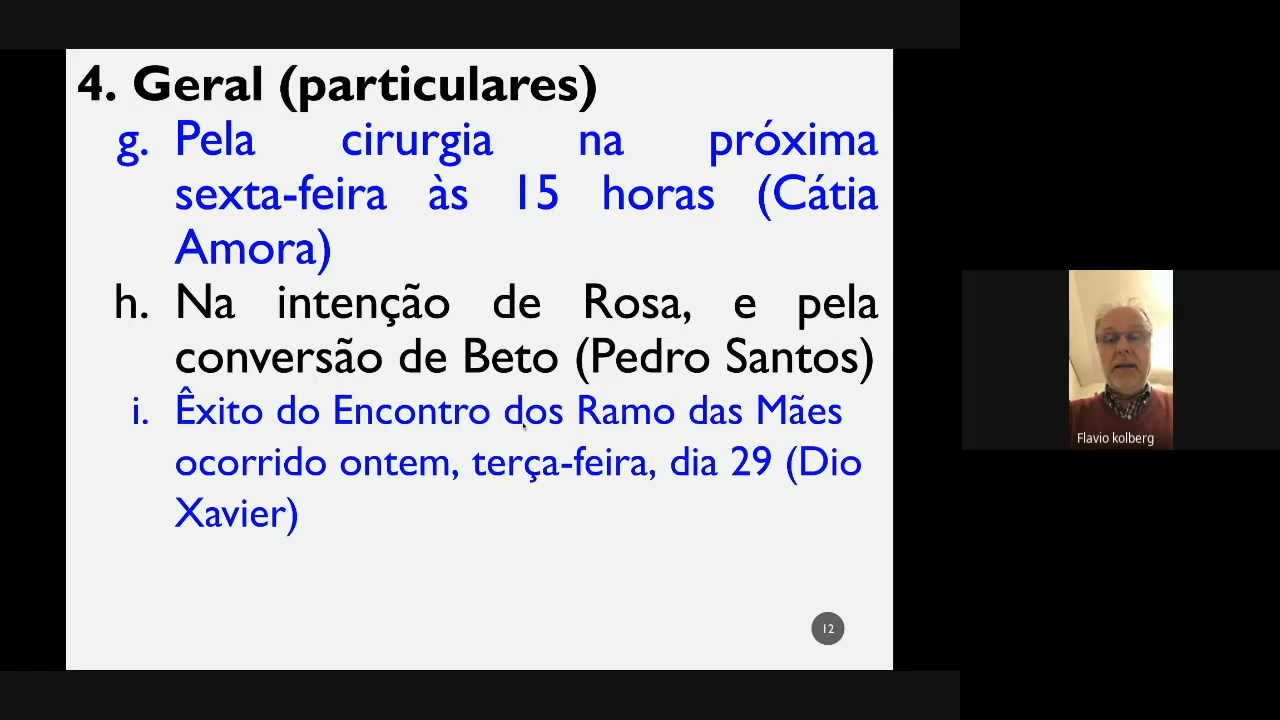 4. Geral (particulares)
g. Pela cirurgia na próxima
sexta-feira às 15 horas (Cátia
Amora)
h. Na intenção de Rosa, e pela
conversão de Beto (Pedro Santos)
i. Êxito do Encontro dos Ramo das Mães
ocorrido ontem, terça-feira, dia 29 (Dio
Xavier)
12
Flavio kolberg